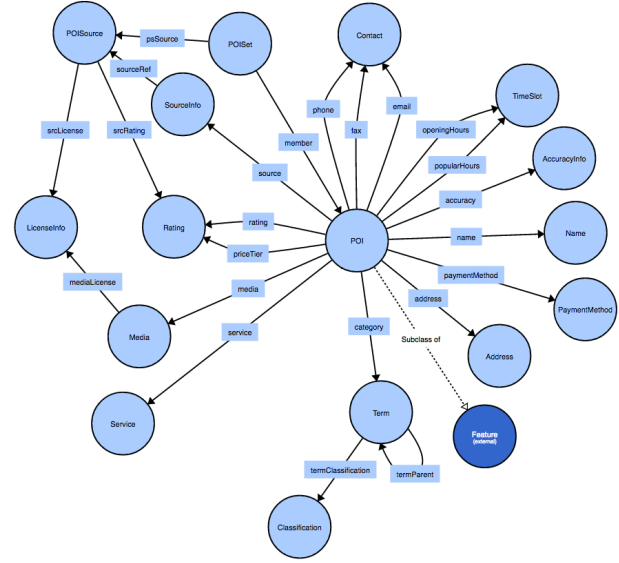 POISource
psSource
POISet
Contact
sourceRef
SourceInfo
TimeSlot
phone
email
fax
openingHours
srcLicense
srcRating
member
popularHours
AccuracyInfo
source
accuracy
LicenseInfo
Rating
rating
POI
name
Name
priceTier
mediaLicense
media
paymentMethod
address
PaymentMethod
Media
service
category
Subclass of
Address
Service
Term
Feature
(external)
termClassification
termParent
Classification